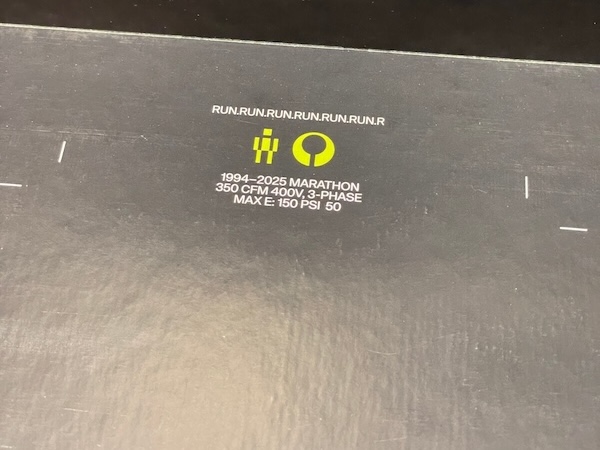 RUN.RUN.RUN.RUN.RUN.RUN.R
1994—2025 MARATHON
350 CFM 400V, 3-PHASE
MAX E: 150 PSI 50